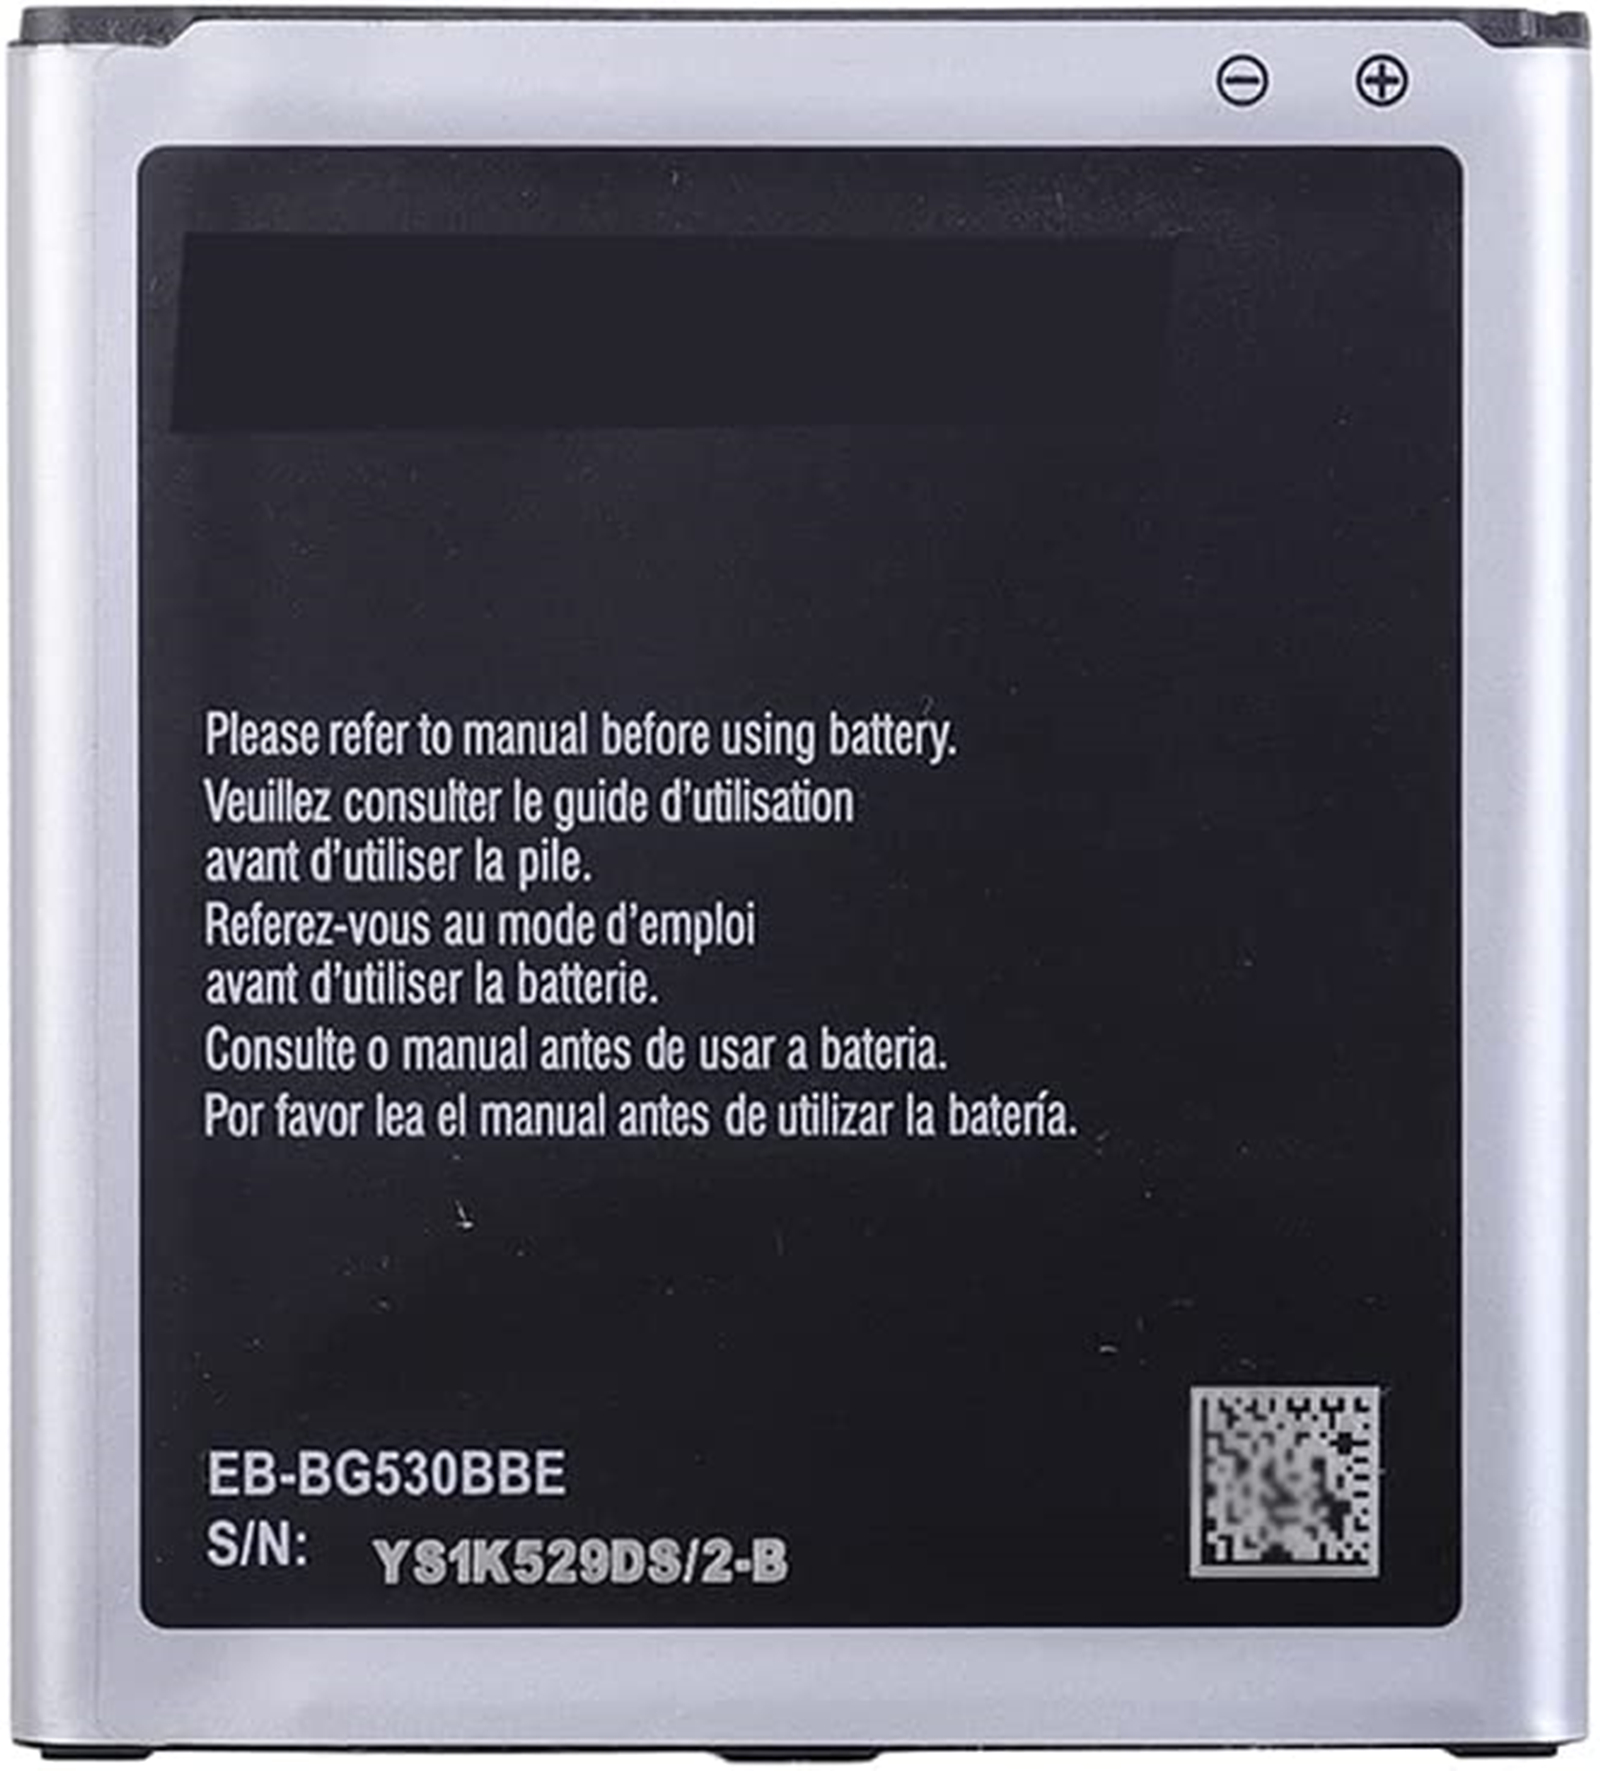 Please refer to manual before using battery.
Veuillez consulter le guide d'utilisation
avant d'utiliser la pile.
Referez-vous au mode d'emploi
avant d'utiliser la batterie.
Consulte o manual antes de usar a bateria.
Por favor lea el manual antes de utilizar la batería.
EB-BG530BBE
S/N: YS1K529DS/2-B